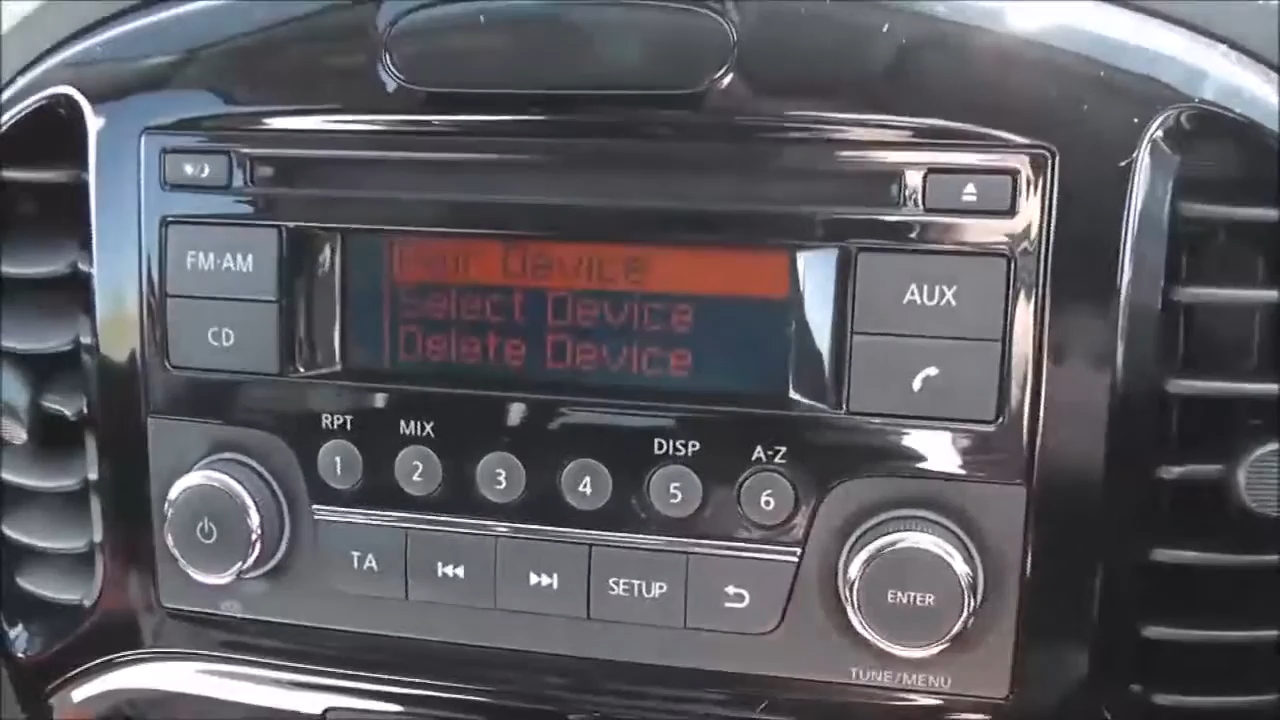 FM·AM
CD
Pair Device
Select Device
Delete Device
AUX
RPT
MIX
DISP
A-Z
1
2
3
4
5
6
TA
SETUP
ENTER
TUNE/MENU